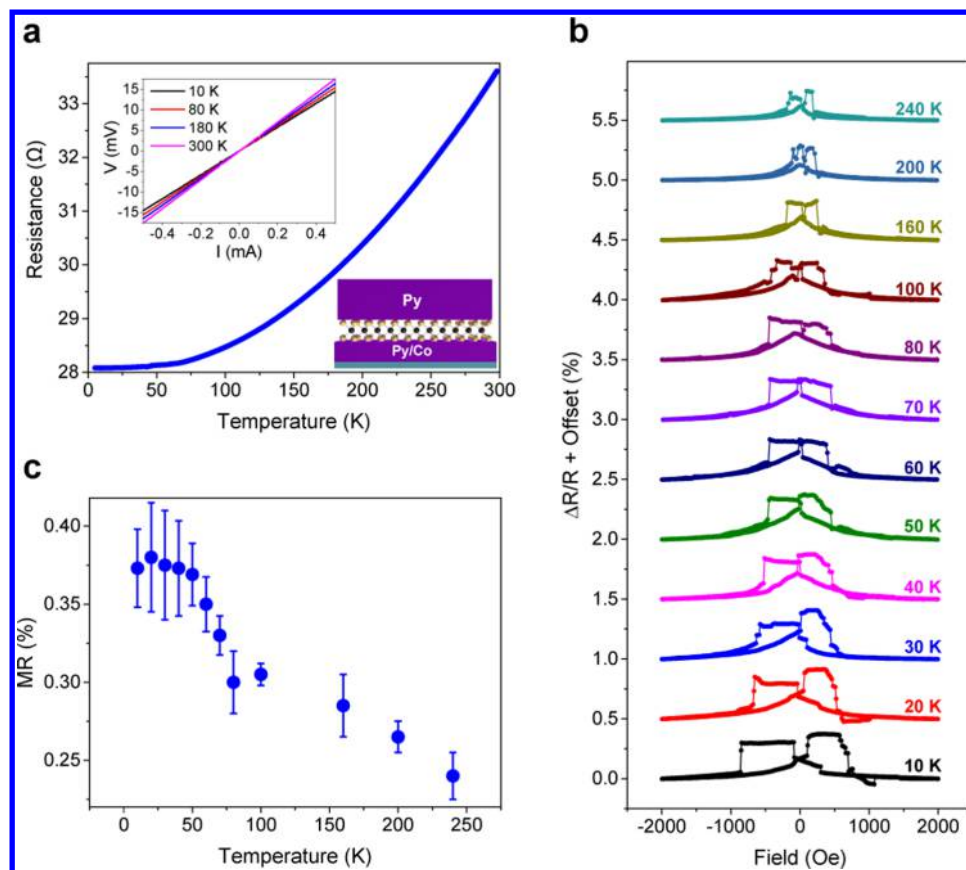 a
Resistance (Ω)
33
32
31
30
29
28
0
50
100
150
200
250
300
Temperature (K)
V (mV)
15
10
5
0
-5
-10
-15
-0.4
-0.2
0.0
0.2
0.4
I (mA)
10 K
80 K
180 K
300 K
Py
Py/Co
b
ΔR/R + Offset (%)
5.5
5.0
4.5
4.0
3.5
3.0
2.5
2.0
1.5
1.0
0.5
0.0
240 K
200 K
160 K
100 K
80 K
70 K
60 K
50 K
40 K
30 K
20 K
10 K
-2000
-1000
0
1000
2000
Field (Oe)
c
MR (%)
0.40
0.35
0.30
0.25
0
50
100
150
200
250
Temperature (K)